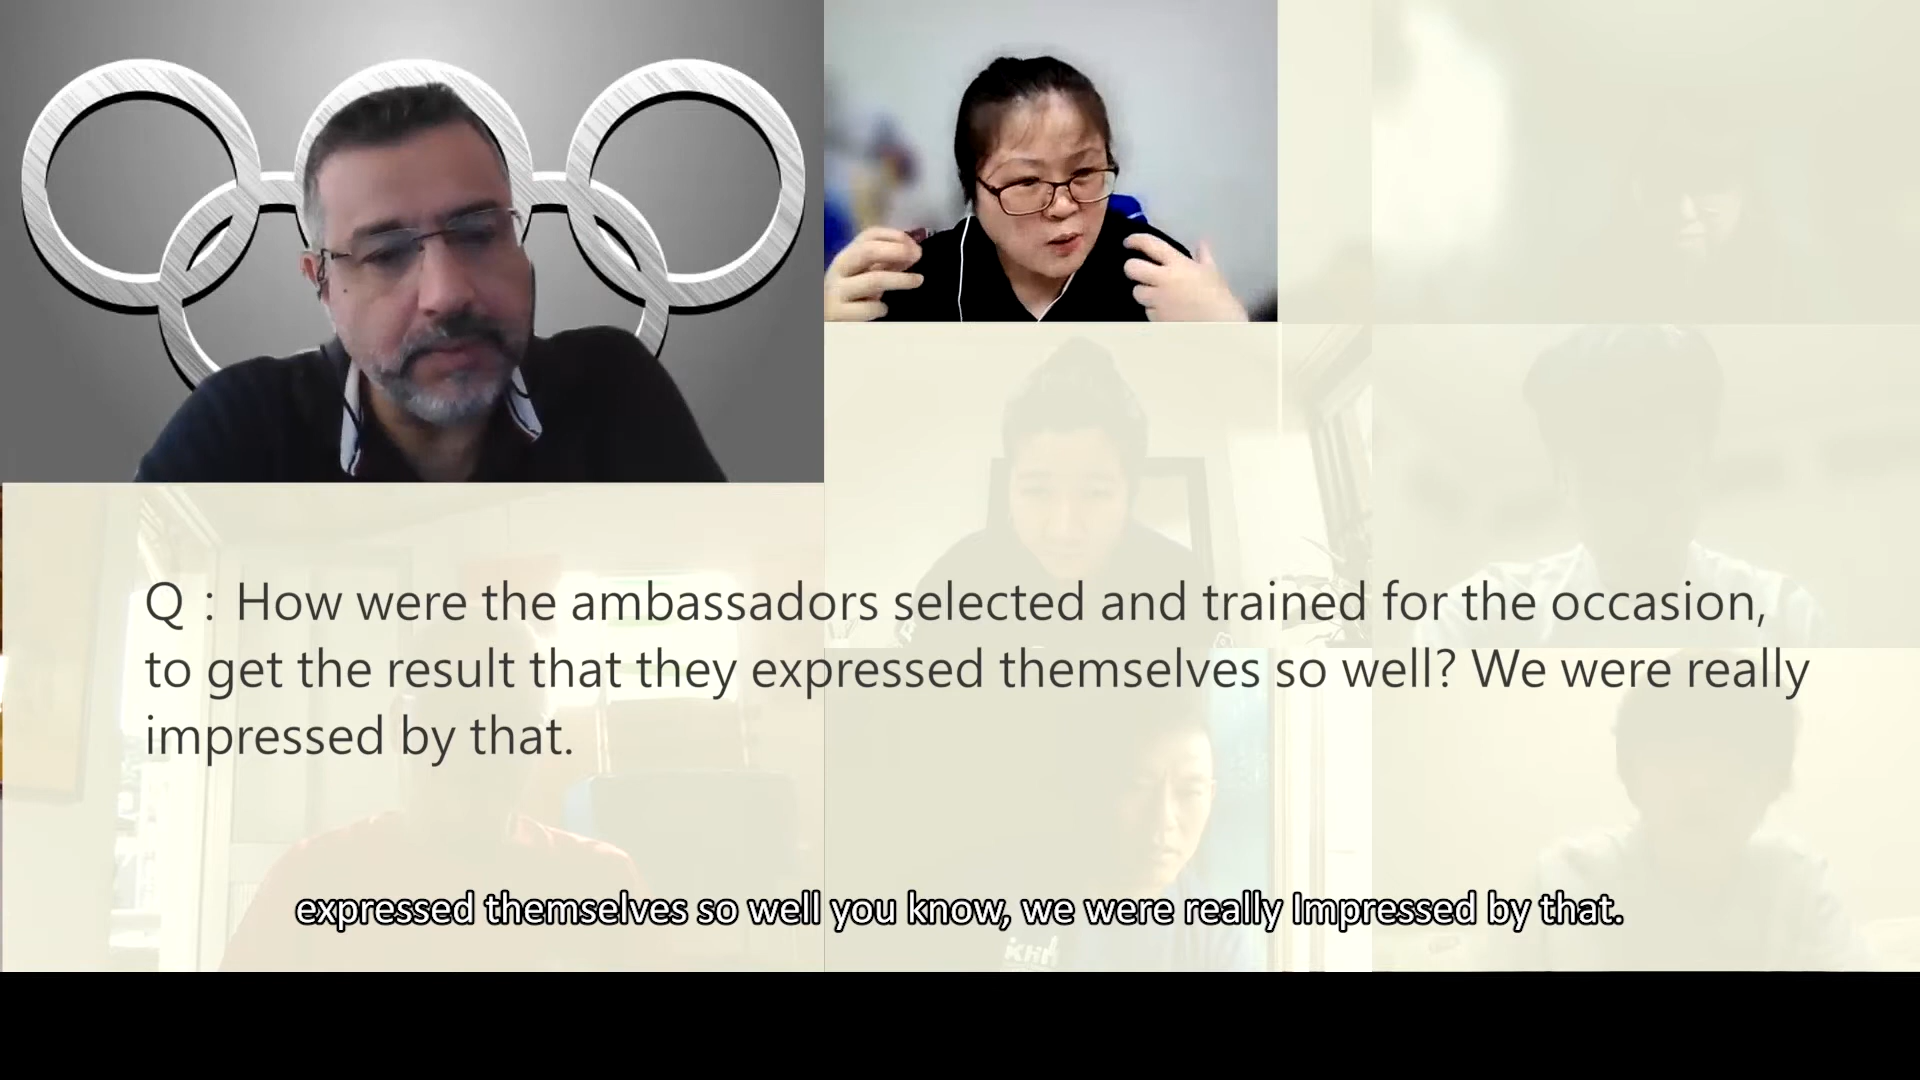 Q : How were the ambassadors selected and trained for the occasion,
to get the result that they expressed themselves so well? We were really
impressed by that.
expressed themselves so well you know, we were really Impressed by that.